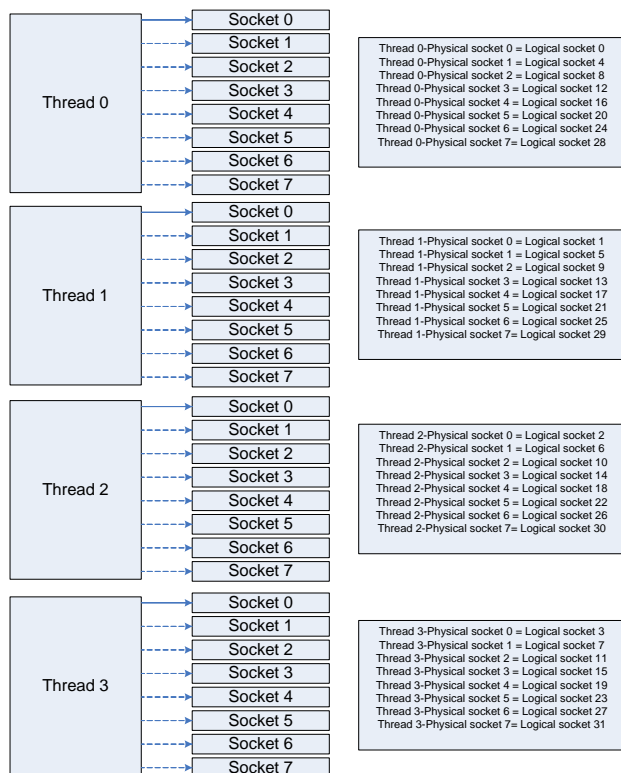 Thread 0
Socket 0
Socket 1
Socket 2
Socket 3
Socket 4
Socket 5
Socket 6
Socket 7
Thread 0-Physical socket 0 = Logical socket 0
Thread 0-Physical socket 1 = Logical socket 4
Thread 0-Physical socket 2 = Logical socket 8
Thread 0-Physical socket 3 = Logical socket 12
Thread 0-Physical socket 4 = Logical socket 16
Thread 0-Physical socket 5 = Logical socket 20
Thread 0-Physical socket 6 = Logical socket 24
Thread 0-Physical socket 7= Logical socket 28
Thread 1
Socket 0
Socket 1
Socket 2
Socket 3
Socket 4
Socket 5
Socket 6
Socket 7
Thread 1-Physical socket 0 = Logical socket 1
Thread 1-Physical socket 1 = Logical socket 5
Thread 1-Physical socket 2 = Logical socket 9
Thread 1-Physical socket 3 = Logical socket 13
Thread 1-Physical socket 4 = Logical socket 17
Thread 1-Physical socket 5 = Logical socket 21
Thread 1-Physical socket 6 = Logical socket 25
Thread 1-Physical socket 7= Logical socket 29
Thread 2
Socket 0
Socket 1
Socket 2
Socket 3
Socket 4
Socket 5
Socket 6
Socket 7
Thread 2-Physical socket 0 = Logical socket 2
Thread 2-Physical socket 1 = Logical socket 6
Thread 2-Physical socket 2 = Logical socket 10
Thread 2-Physical socket 3 = Logical socket 14
Thread 2-Physical socket 4 = Logical socket 18
Thread 2-Physical socket 5 = Logical socket 22
Thread 2-Physical socket 6 = Logical socket 26
Thread 2-Physical socket 7= Logical socket 30
Thread 3
Socket 0
Socket 1
Socket 2
Socket 3
Socket 4
Socket 5
Socket 6
Socket 7
Thread 3-Physical socket 0 = Logical socket 3
Thread 3-Physical socket 1 = Logical socket 7
Thread 3-Physical socket 2 = Logical socket 11
Thread 3-Physical socket 3 = Logical socket 15
Thread 3-Physical socket 4 = Logical socket 19
Thread 3-Physical socket 5 = Logical socket 23
Thread 3-Physical socket 6 = Logical socket 27
Thread 3-Physical socket 7= Logical socket 31